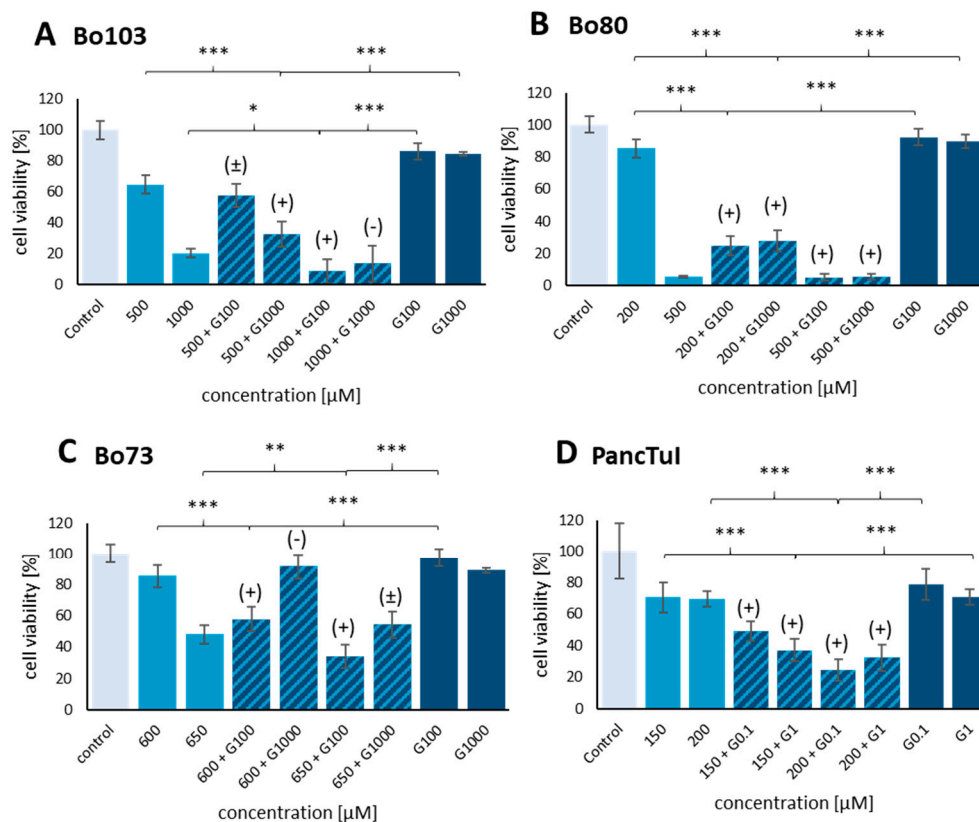 A Bo103
***
***
*
***
cell viability [%]
120
100
80
60
40
20
0
(±)
(+)
(+)
(-)
Control
500
1000
500 + G100
500 + G1000
1000 + G100
1000 + G 1000
G100
G1000
concentration [µM]
B Bo80
***
***
***
***
cell viability [%]
120
100
80
60
40
20
0
(+)
(+)
(+)
(+)
Control
200
500
200 + G100
200 + G1000
500 + G100
500 + G1000
G100
G1000
concentration [µM]
C Bo73
**
***
***
***
cell viability [%]
120
100
80
60
40
20
0
(+)
(-)
(+)
(±)
control
600
650
600 + G100
600 + G1000
650 + G100
650 + G1000
G100
G1000
concentration [µM]
D PancTuI
***
***
***
***
cell viability [%]
120
100
80
60
40
20
0
(+)
(+)
(+)
(+)
Control
150
200
150 + G0.1
150 + G1
200 + G0.1
200 + G1
G0.1
G1
concentration [µM]